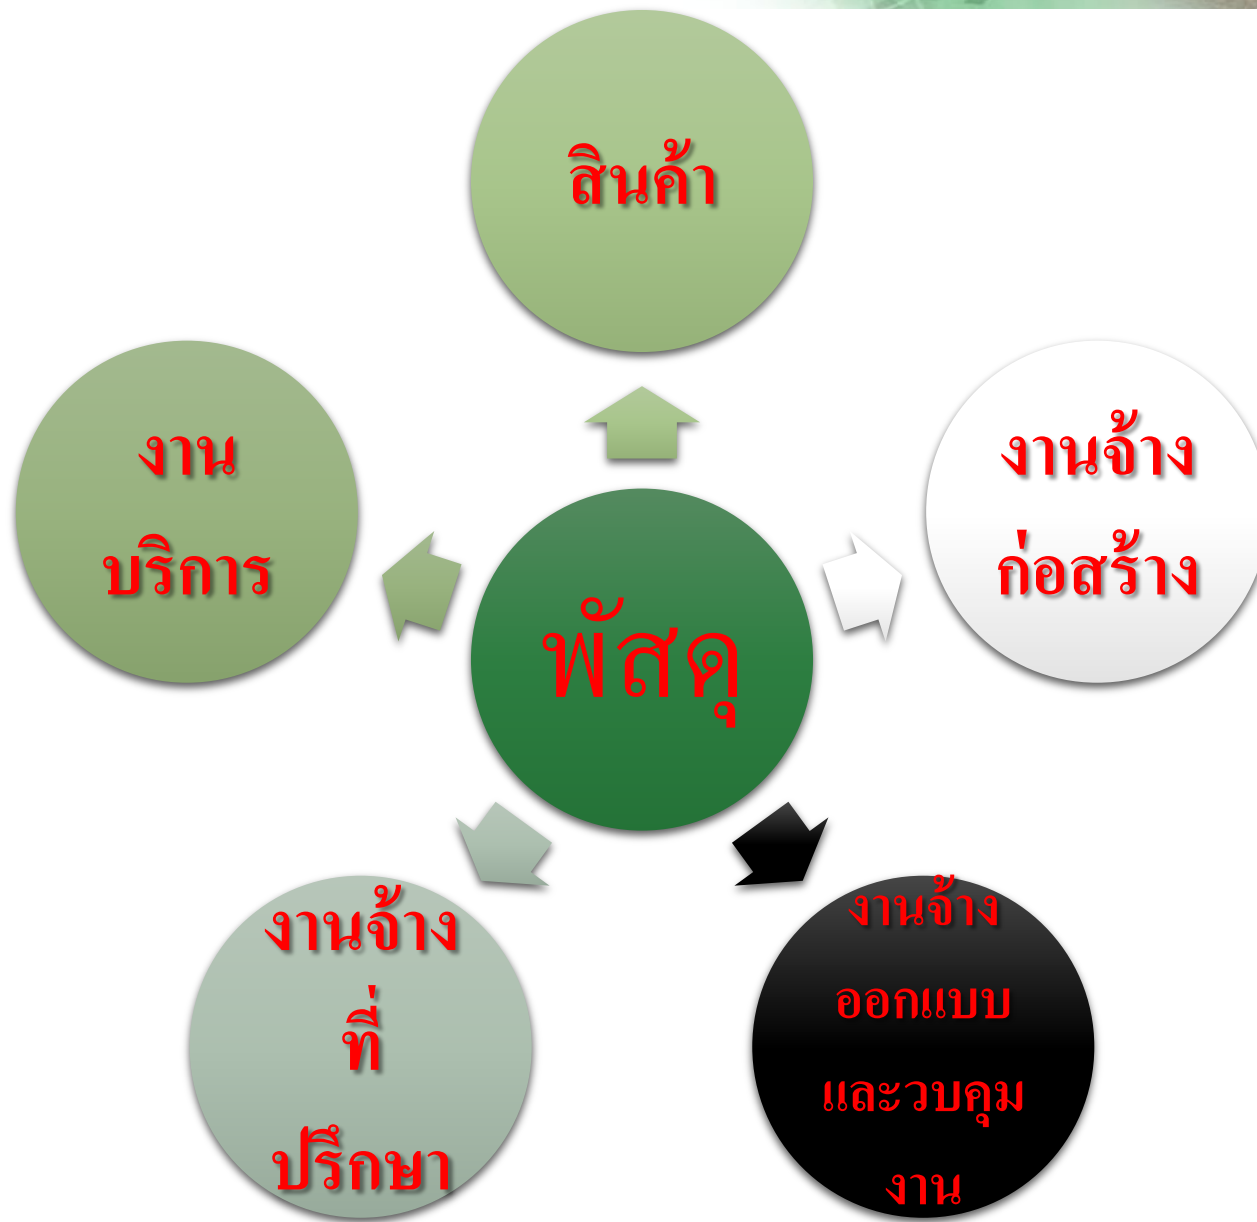 สินค้า
งาน
บริการ
งานจ้าง
ก่อสร้าง
พัสดุ
งานจ้าง
ที่
ปรึกษา
งานจ้าง
ออกแบบ
และวบคุม
งาน